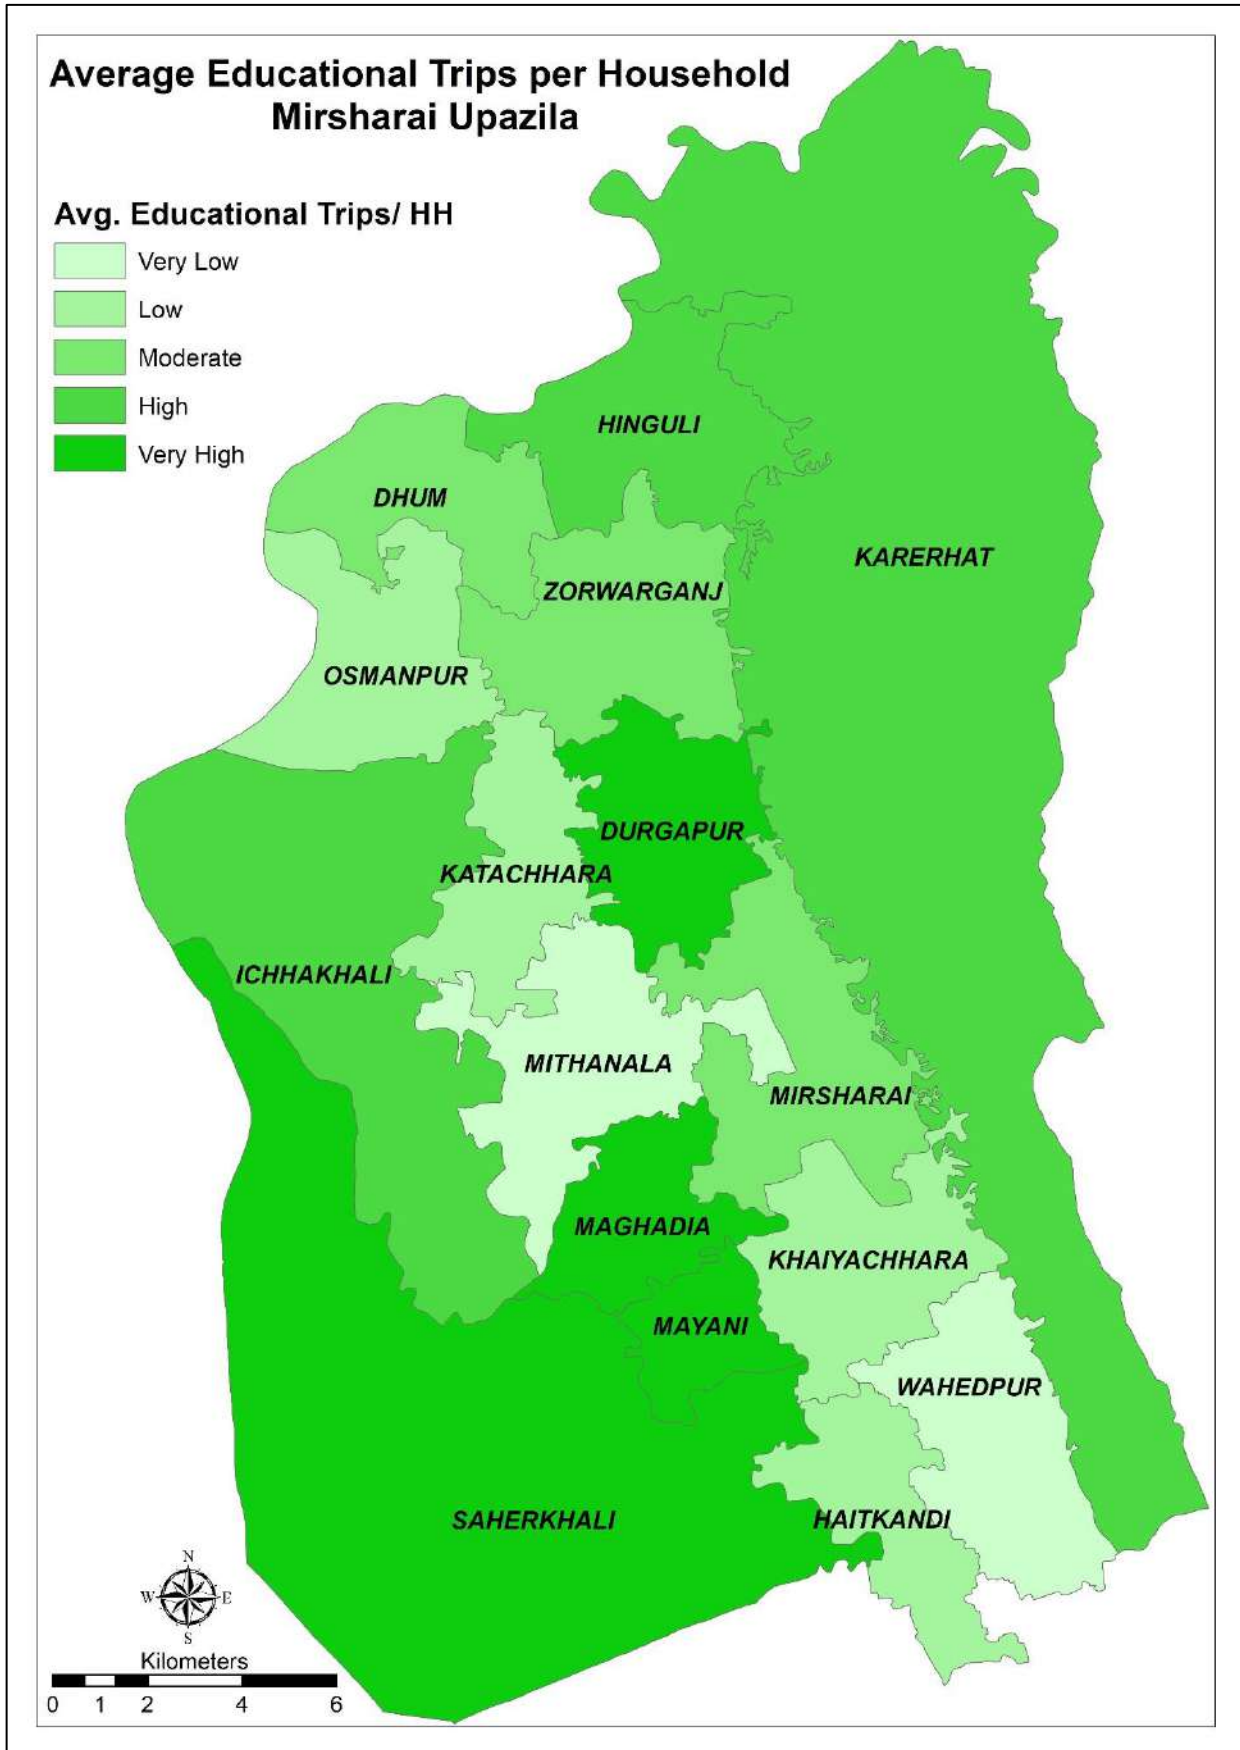 Average Educational Trips per Household
Mirsharai Upazila
Avg. Educational Trips/ HH
Very Low
Low
Moderate
High
Very High
HINGULI
DHUM
KARERHAT
ZORWARGANJ
OSMANPUR
DURGAPUR
KATACHHARA
ICHHAKHALI
MITHANALA
MIRSHARAI
MAGHADIA
KHAIYACHHARA
MAYANI
WAHEDPUR
SAHERKHALI
HAITKANDI
N
W E
S
Kilometers
0 1 2 4 6